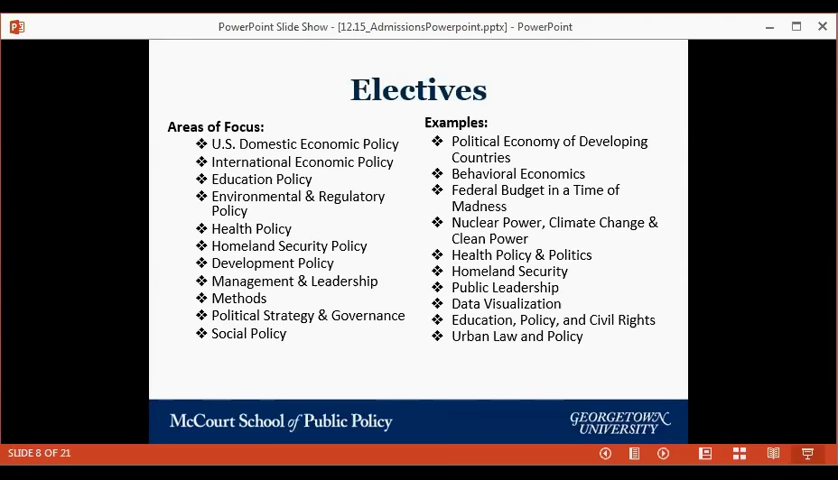 PowerPoint Slide Show - [12.15_AdmissionsPowerpoint.pptx] - PowerPoint
Electives
Areas of Focus:
❖ U.S. Domestic Economic Policy
❖ International Economic Policy
❖ Education Policy
❖ Environmental & Regulatory
Policy
❖ Health Policy
❖ Homeland Security Policy
❖ Development Policy
❖ Management & Leadership
❖ Methods
❖ Political Strategy & Governance
❖ Social Policy
Examples:
❖ Political Economy of Developing
Countries
❖ Behavioral Economics
❖ Federal Budget in a Time of
Madness
❖ Nuclear Power, Climate Change &
Clean Power
❖ Health Policy & Politics
❖ Homeland Security
❖ Public Leadership
❖ Data Visualization
❖ Education, Policy, and Civil Rights
❖ Urban Law and Policy
McCourt School of Public Policy
GEORGETOWN
UNIVERSITY
SLIDE 8 OF 21